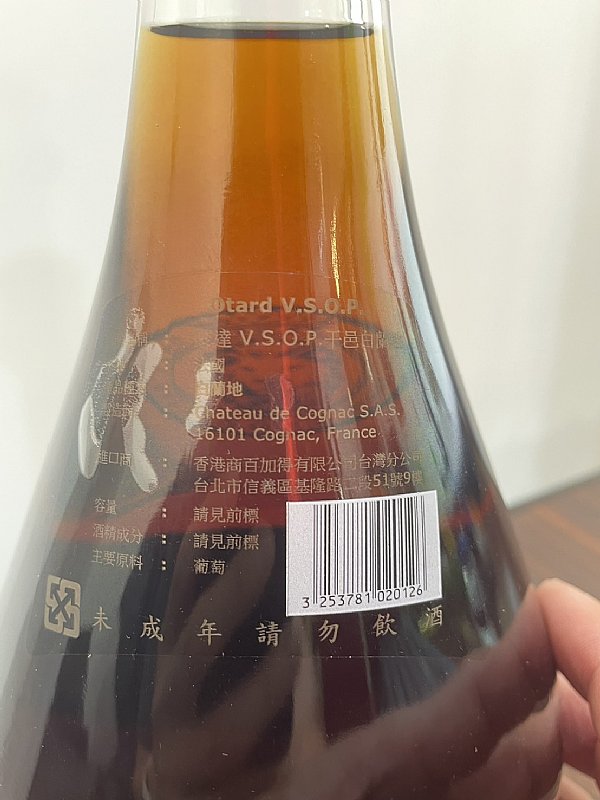 Otard V.S.O.P.
達 V.S.O.P.干邑白蘭
國
白蘭地
Chateau de Cognac S.A.S.
16101 Cognac, France
進口商 : 香港商百加得有限公司台灣分公司
台北市信義區基隆路二段51號9樓
容量 : 請見前標
酒精成分 : 請見前標
主要原料 : 葡萄
3 253781 020126
未成年請勿飲酒